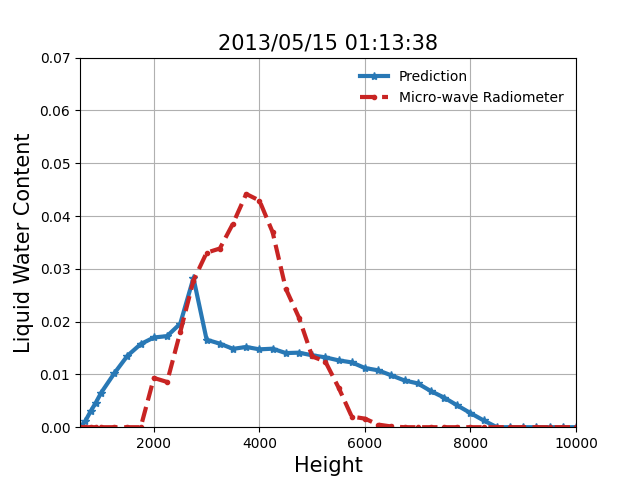 2013/05/15 01:13:38
Prediction
Micro-wave Radiometer
Liquid Water Content
0.07
0.06
0.05
0.04
0.03
0.02
0.01
0.00
2000 4000 6000 8000 10000
Height